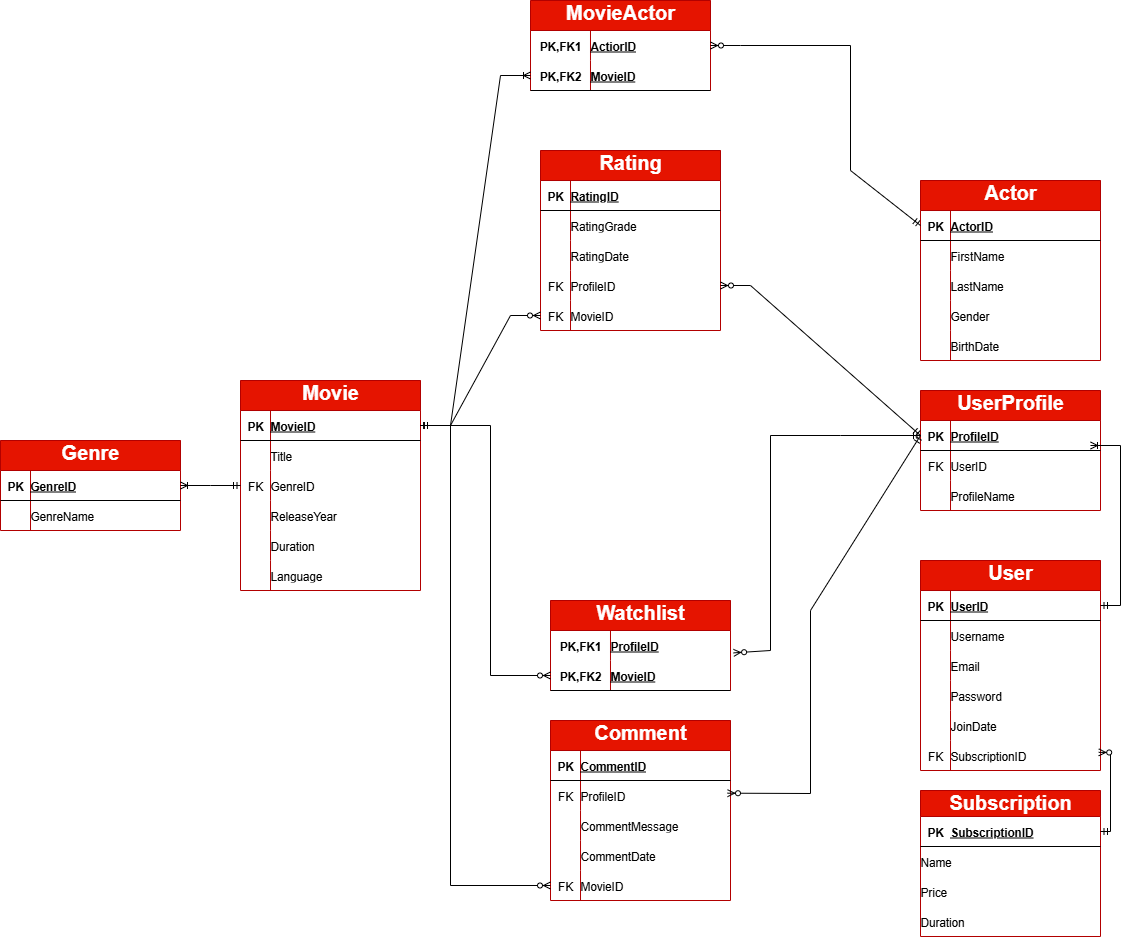 MovieActor
PK,FK1 ActiorID
PK,FK2 MovieID
Rating
PK RatingID
RatingGrade
RatingDate
FK ProfileID
FK MovieID
Actor
PK ActorID
FirstName
LastName
Gender
BirthDate
Movie
PK MovieID
Title
FK GenreID
ReleaseYear
Duration
Language
Genre
PK GenreID
GenreName
UserProfile
PK ProfileID
FK UserID
ProfileName
User
PK UserID
Username
Email
Password
JoinDate
FK SubscriptionID
Watchlist
PK,FK1 ProfileID
PK,FK2 MovieID
Comment
PK CommentID
FK ProfileID
CommentMessage
CommentDate
FK MovieID
Subscription
PK SubscriptionID
Name
Price
Duration